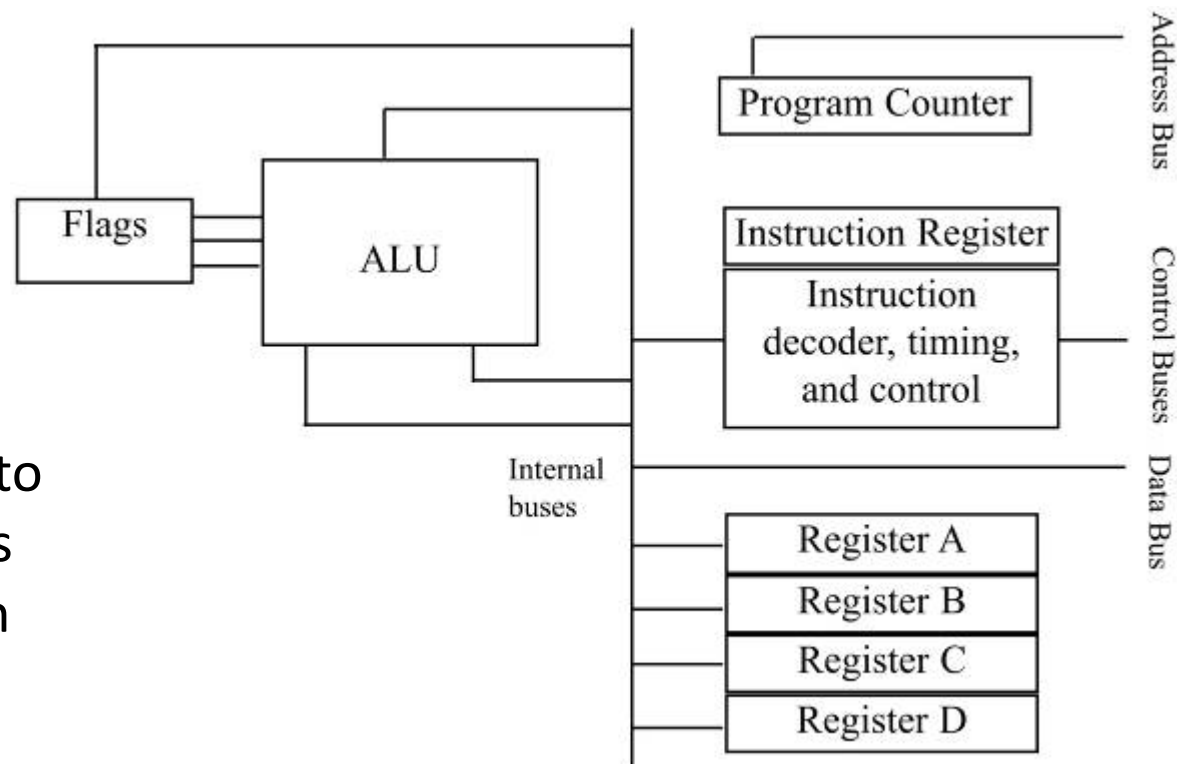 Address Bus
Program Counter
Flags
ALU
Instruction Register
Instruction
decoder, timing,
and control
Control Buses
to
s
n
Internal
buses
Data Bus
Register A
Register B
Register C
Register D